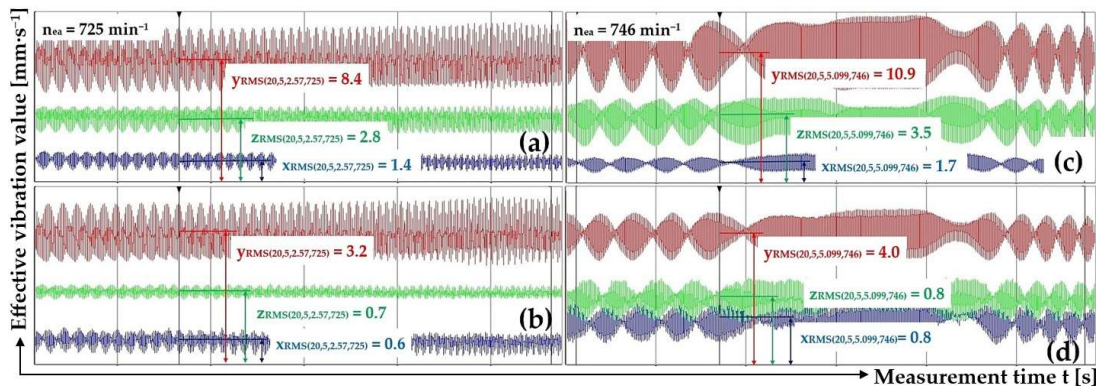 Effective vibration value [mm·s⁻¹]
nea = 725 min⁻¹
yRMS(20,5,2.57,725) = 8.4
zRMS(20,5,2.57,725) = 2.8
xRMS(20,5,2.57,725) = 1.4
(a)
nea = 746 min⁻¹
yRMS(20,5,5.099,746) = 10.9
zRMS(20,5,5.099,746) = 3.5
xRMS(20,5,5.099,746) = 1.7
(c)
yRMS(20,5,2.57,725) = 3.2
zRMS(20,5,2.57,725) = 0.7
xRMS(20,5,2.57,725) = 0.6
(b)
yRMS(20,5,5.099,746) = 4.0
zRMS(20,5,5.099,746) = 0.8
xRMS(20,5,5.099,746) = 0.8
(d)
Measurement time t [s]